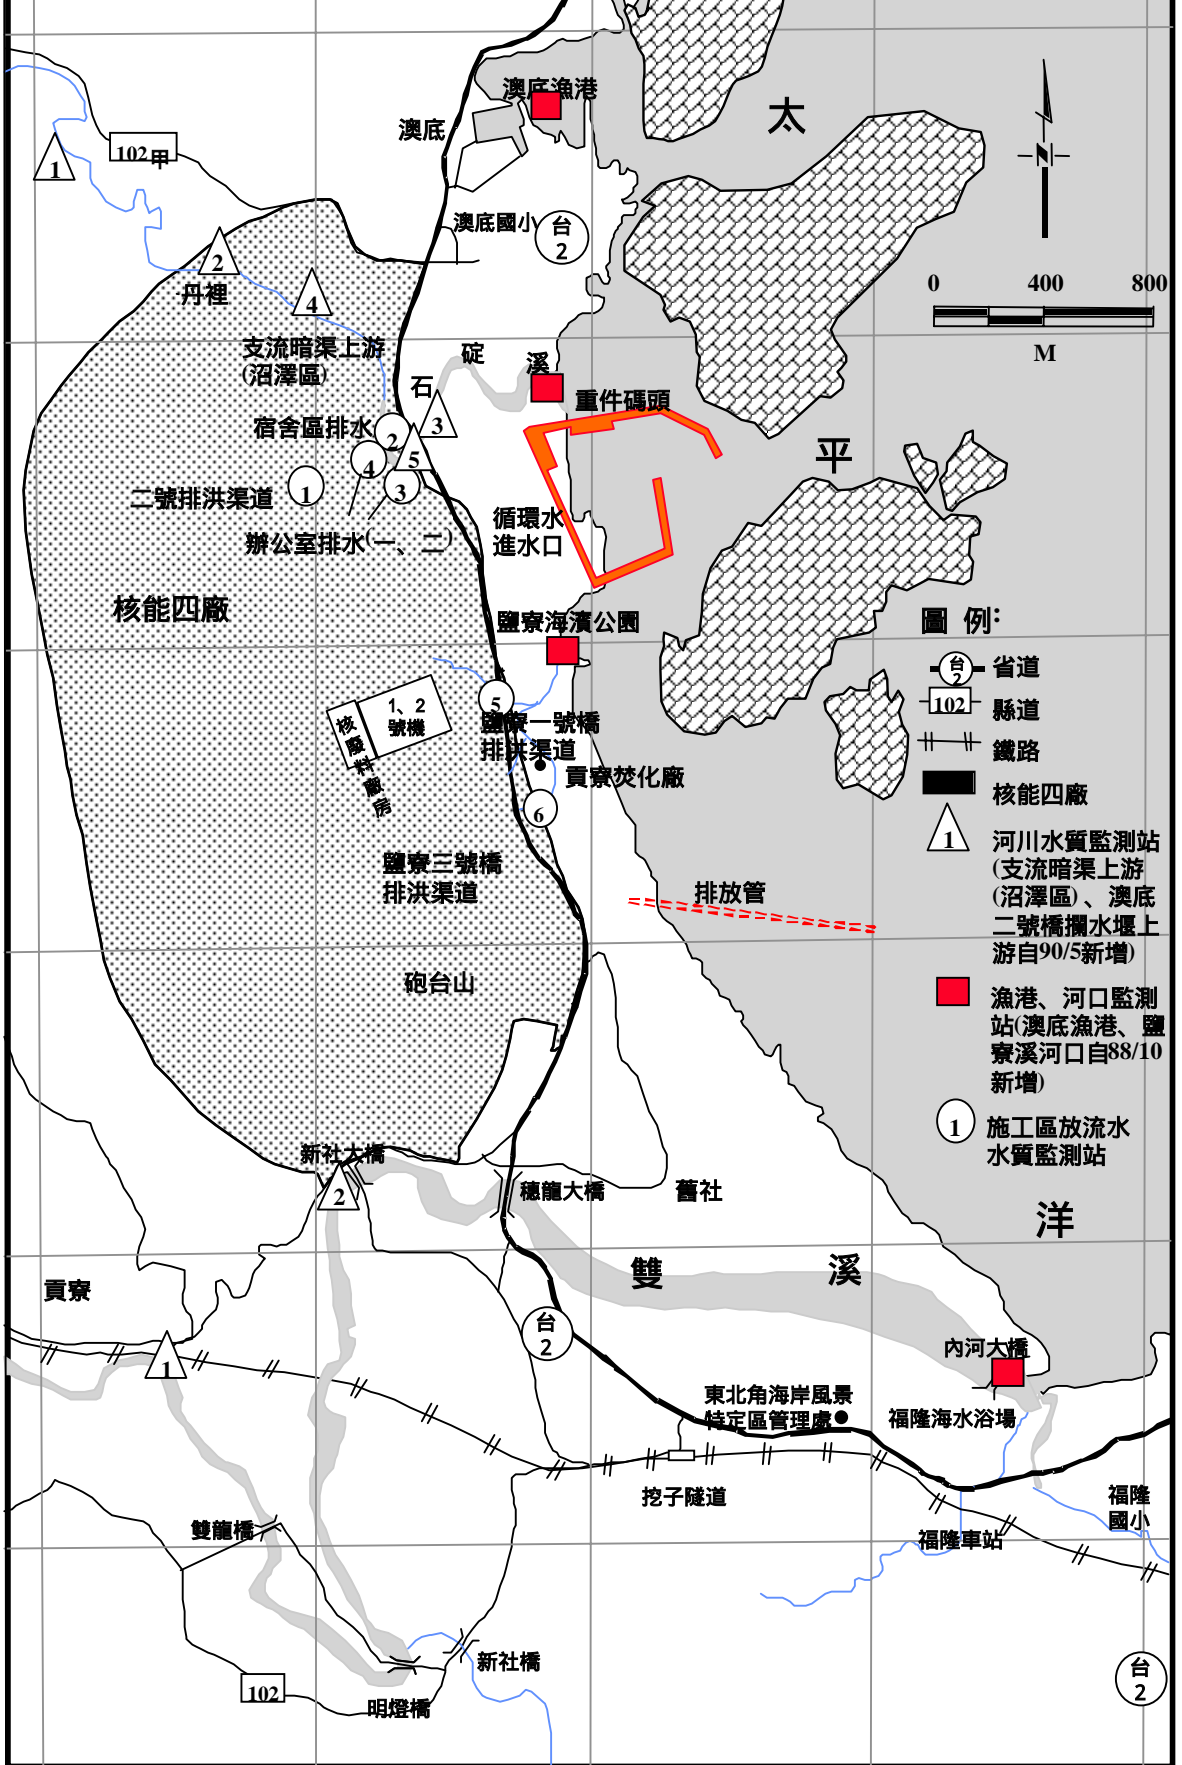 澳底漁港
太
澳底
102甲
1
澳底國小
台
2
2
丹裡
4
0 400 800
M
支流暗渠上游
(沼澤區)
石
碇
溪
重件碼頭
3
平
宿舍區排水
2
4
5
二號排洪渠道
1
3
循環水
進水口
辦公室排水(一、二)
核能四廠
鹽寮海濱公園
圖 例:
台
2
省道
102
縣道
鐵路
核能四廠
1
河川水質監測站
(支流暗渠上游
(沼澤區)、澳底
二號橋攔水堰上
游自90/5新增)
漁港、河口監測
站(澳底漁港、鹽
寮溪河口自88/10
新增)
1
施工區放流水
水質監測站
1、2
號機
核廢料廠房
5
鹽寮一號橋
排洪渠道
貢寮焚化廠
6
鹽寮三號橋
排洪渠道
排放管
砲台山
新社大橋
2
穗龍大橋
舊社
洋
雙
溪
貢寮
台
2
1
內河大橋
東北角海岸風景
特定區管理處
福隆海水浴場
挖子隧道
福隆
國小
雙龍橋
福隆車站
新社橋
102
明燈橋
台
2